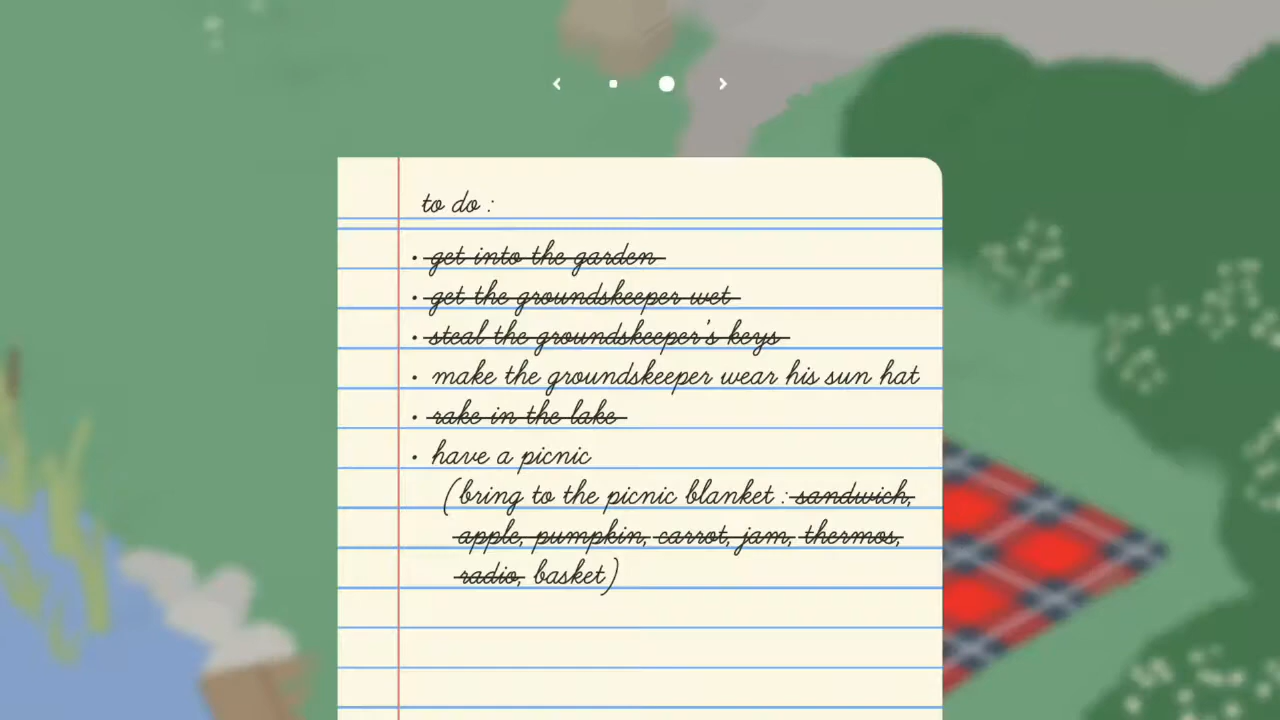 to do :
• get into the garden
• get the groundskeeper wet
• steal the groundskeeper's keys
• make the groundskeeper wear his sun hat
• rake in the lake
• have a picnic
(bring to the picnic blanket : sandwich,
apple, pumpkin, carrot, jam, thermos,
radio, basket)